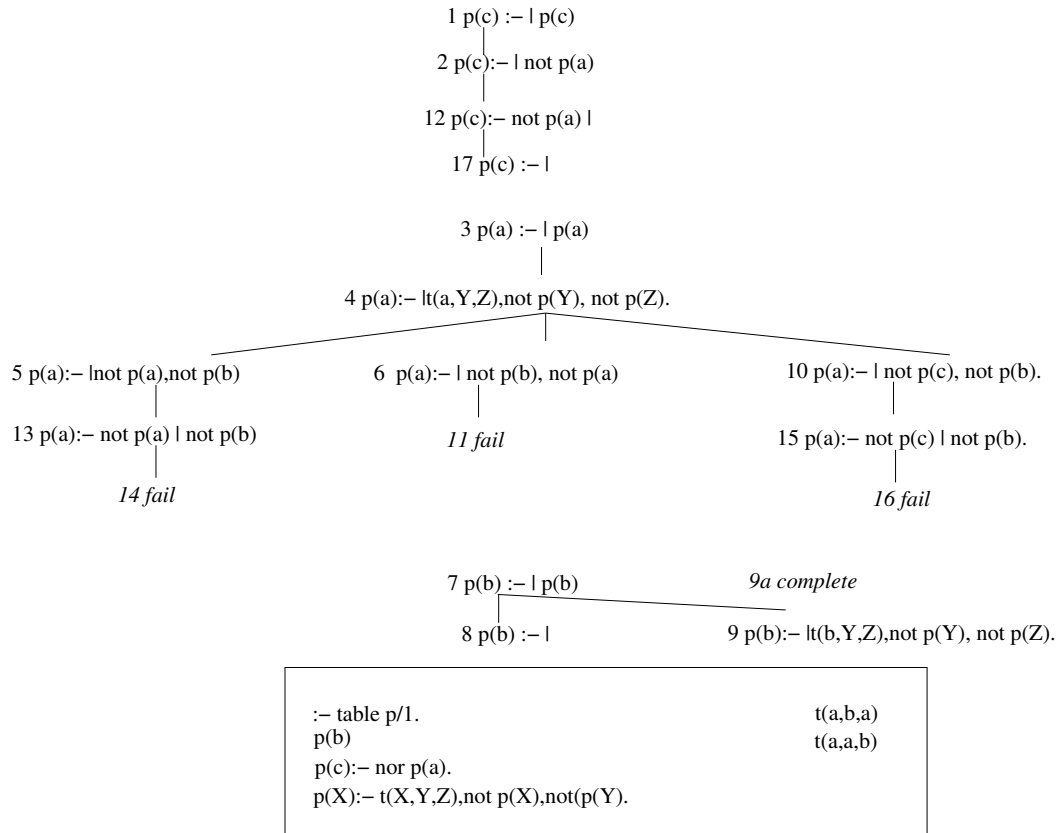 1 p(c) :− | p(c)
2 p(c):− | not p(a)
12 p(c):− not p(a) |
17 p(c) :− |
3 p(a) :− | p(a)
4 p(a):− |t(a,Y,Z),not p(Y), not p(Z).
5 p(a):− |not p(a),not p(b)
6 p(a):− | not p(b), not p(a)
10 p(a):− | not p(c), not p(b).
13 p(a):− not p(a) | not p(b)
11 fail
15 p(a):− not p(c) | not p(b).
14 fail
16 fail
7 p(b) :− | p(b)
9a complete
8 p(b) :− |
9 p(b):− |t(b,Y,Z),not p(Y), not p(Z).
:− table p/1.
t(a,b,a)
p(b)
t(a,a,b)
p(c):− nor p(a).
p(X):− t(X,Y,Z),not p(X),not(p(Y).